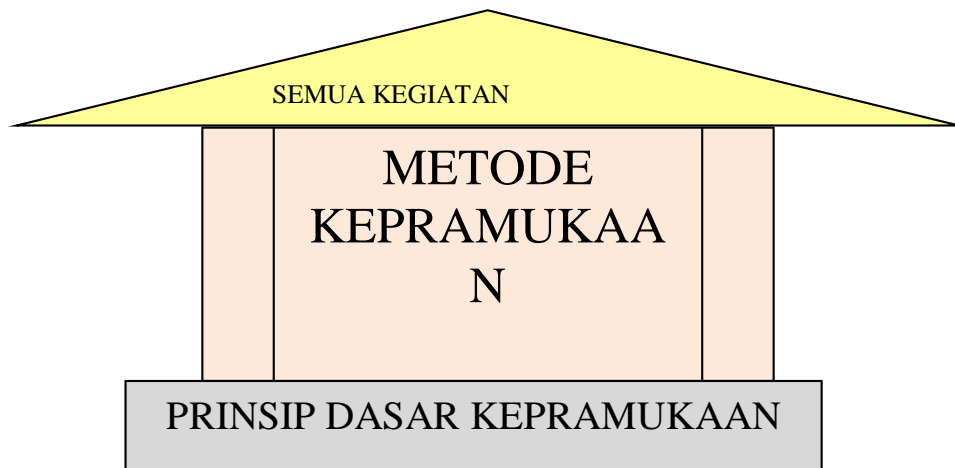 SEMUA KEGIATAN
METODE
KEPRAMUKAA
N
PRINSIP DASAR KEPRAMUKAAN